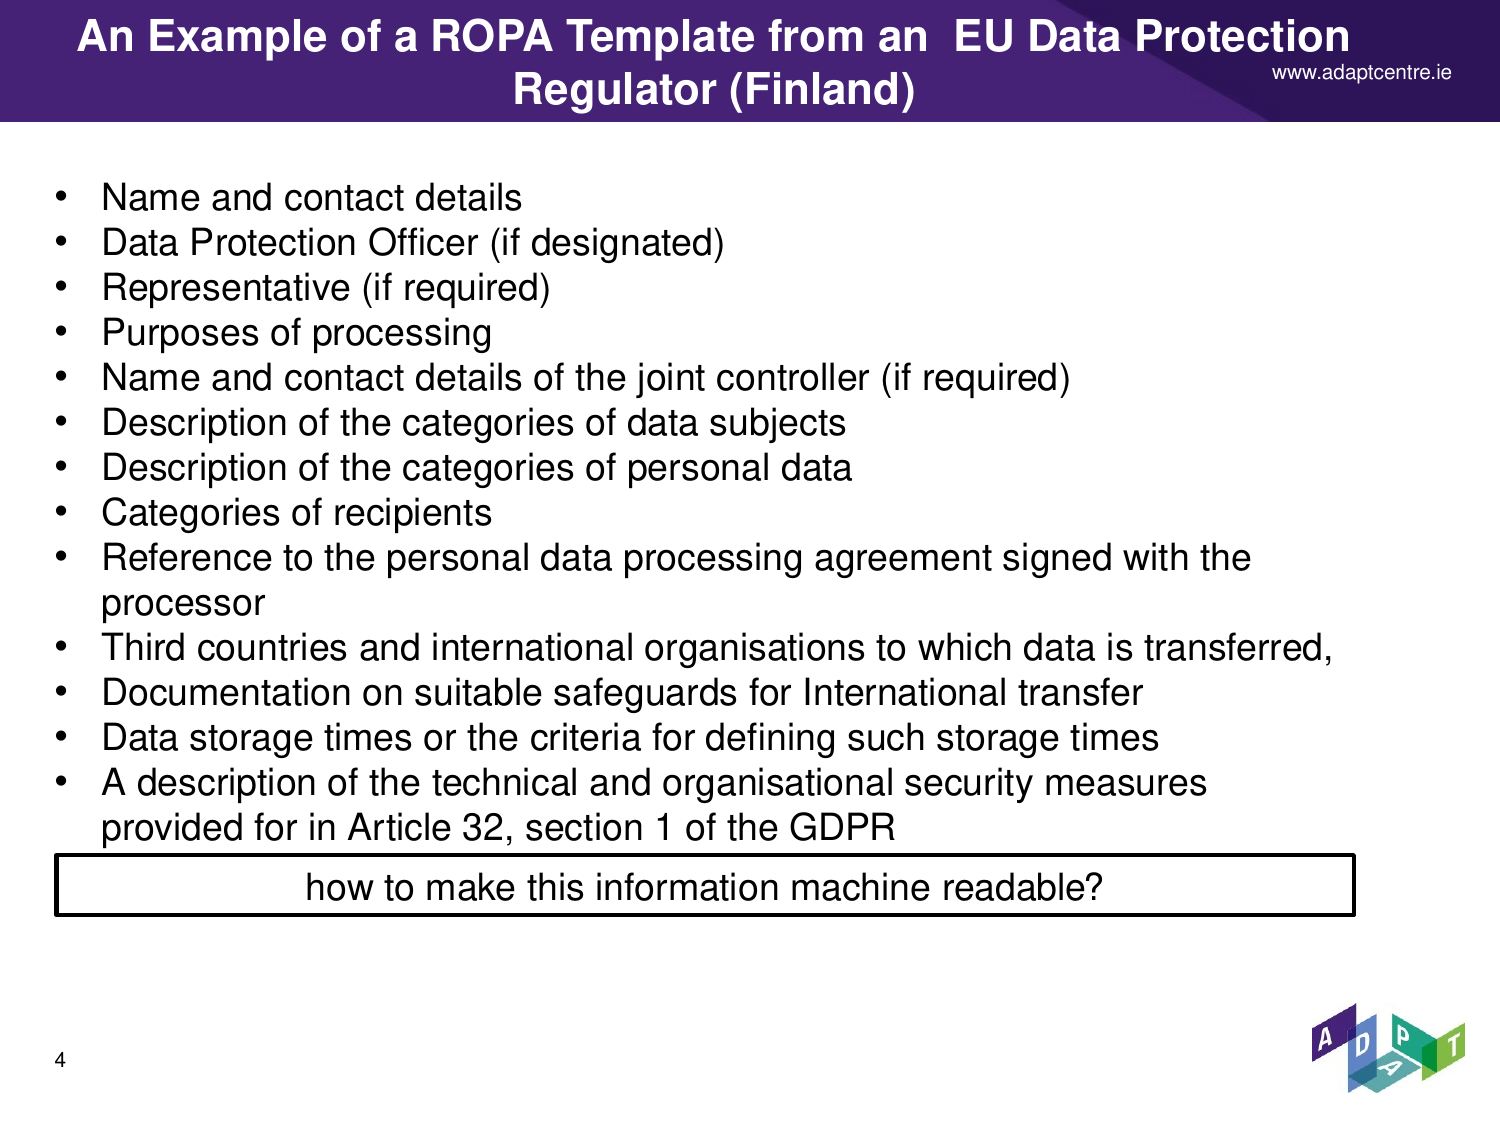 An Example of a ROPA Template from an  EU Data Protection
Regulator (Finland)
www.adaptcentre.ie
• Name and contact details
• Data Protection Officer (if designated)
• Representative (if required)
• Purposes of processing
• Name and contact details of the joint controller (if required)
• Description of the categories of data subjects
• Description of the categories of personal data
• Categories of recipients
• Reference to the personal data processing agreement signed with the
processor
• Third countries and international organisations to which data is transferred,
• Documentation on suitable safeguards for International transfer
• Data storage times or the criteria for defining such storage times
• A description of the technical and organisational security measures
provided for in Article 32, section 1 of the GDPR
how to make this information machine readable?
4
ADAPT